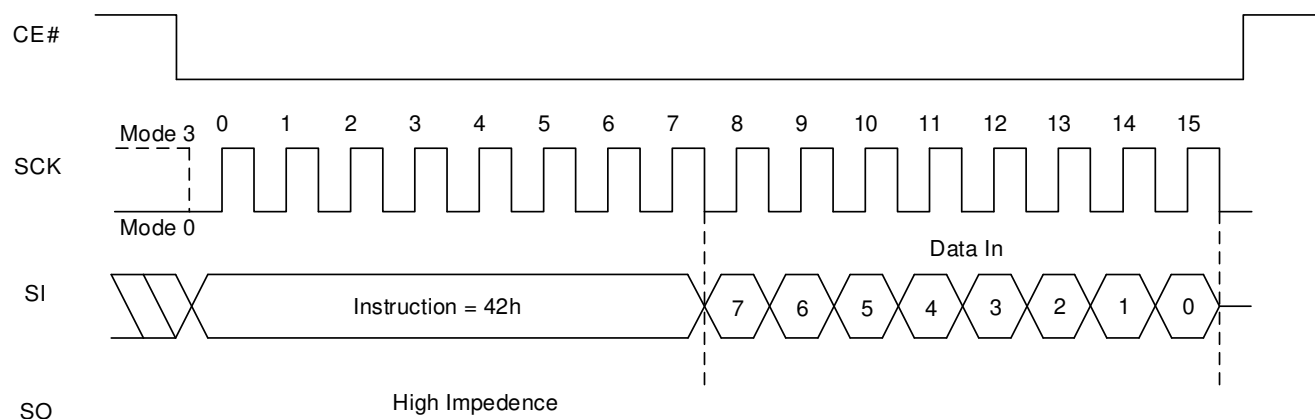 CE#
0 1 2 3 4 5 6 7 8 9 10 11 12 13 14 15
Mode 3
SCK
Mode 0
Data In
SI
Instruction = 42h
7 6 5 4 3 2 1 0
High Impedence
SO